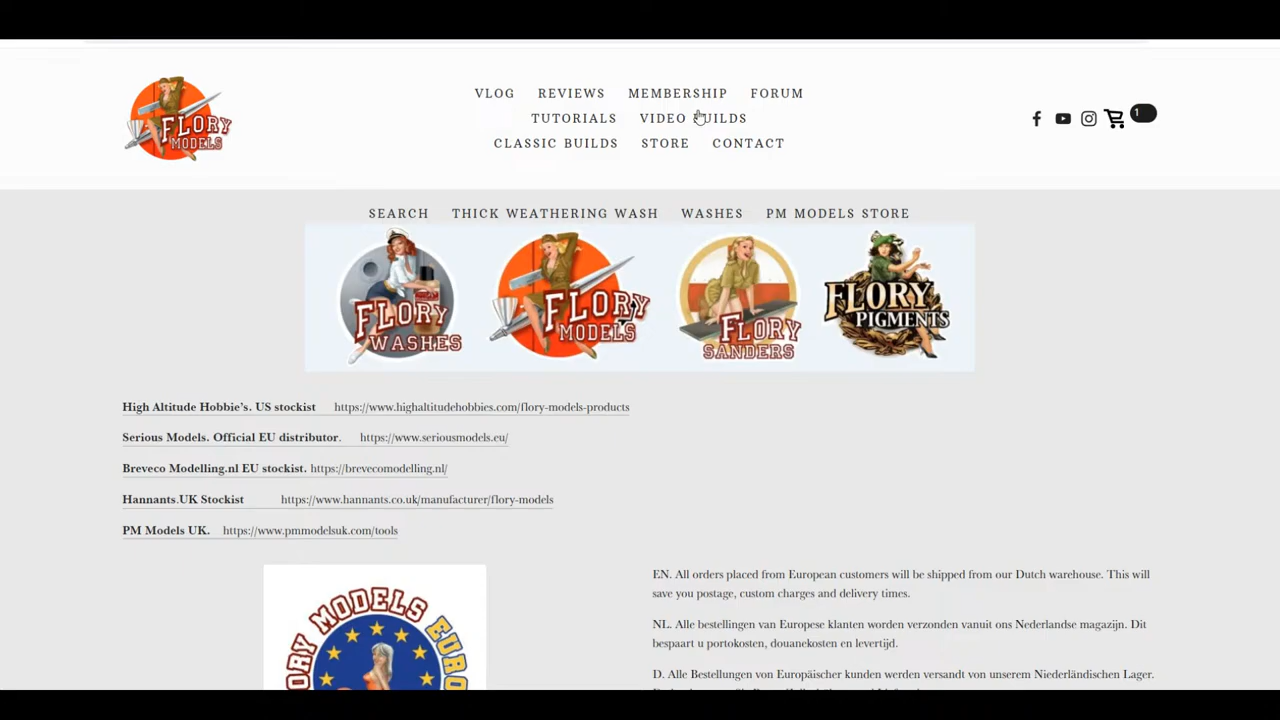 VLOG REVIEWS MEMBERSHIP FORUM
FLORY
MODELS
TUTORIALS VIDEO BUILDS
1
CLASSIC BUILDS STORE CONTACT
SEARCH THICK WEATHERING WASH WASHES PM MODELS STORE
FLORY
WASHES
FLORY
MODELS
FLORY
SANDERS
FLORY
PIGMENTS
High Altitude Hobbie's. US stockist https://www.highaltitudehobbies.com/flory-models-products
Serious Models. Official EU distributor. https://www.seriousmodels.eu/
Breveco Modelling.nl EU stockist. https://brevecomodelling.nl/
Hannants.UK Stockist https://www.hannants.co.uk/manufacturer/flory-models
PM Models UK. https://www.pmmodelsuk.com/tools
EN. All orders placed from European customers will be shipped from our Dutch warehouse. This will
save you postage, custom charges and delivery times.
NL. Alle bestellingen van Europese klanten worden verzonden vanuit ons Nederlandse magazijn. Dit
bespaart u portokosten, douanekosten en levertijd.
D. Alle Bestellungen von Europäischer kunden werden versandt von unserem Niederländischen Lager.